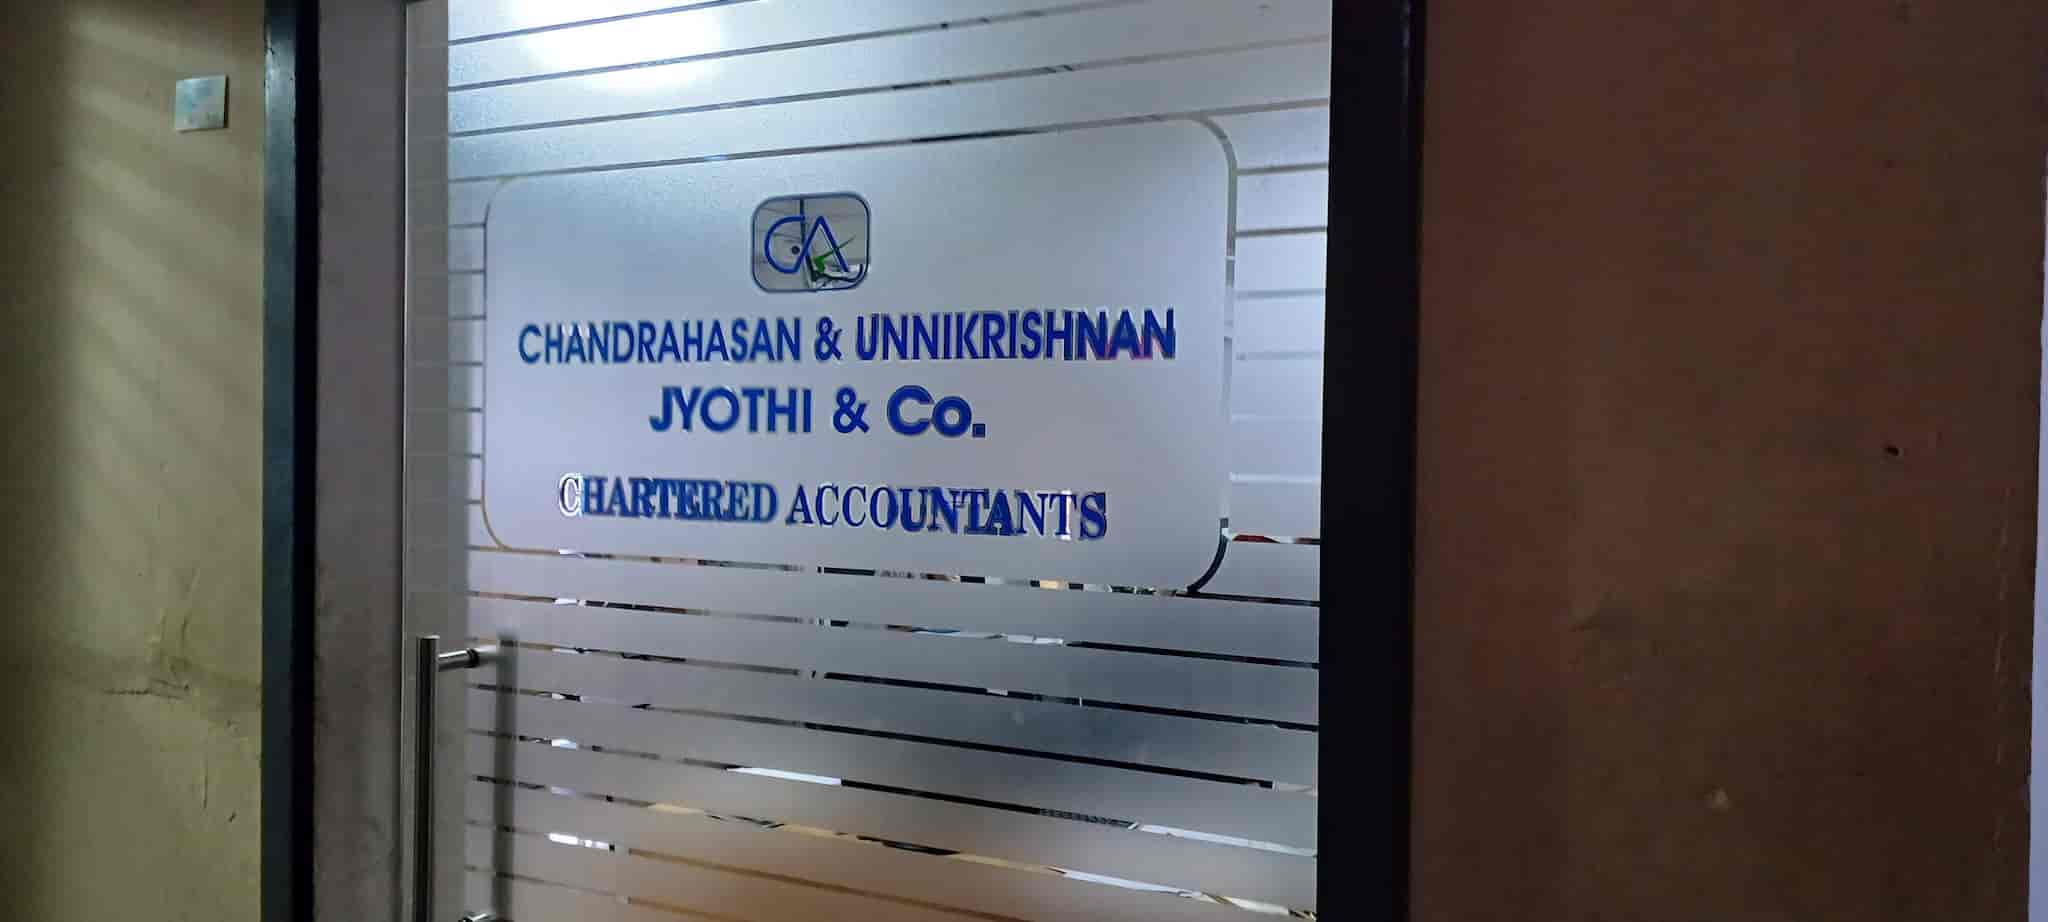 CA
CHANDRAHASAN & UNNIKRISHNAN
JYOTHI & Co.
CHARTERED ACCOUNTANTS